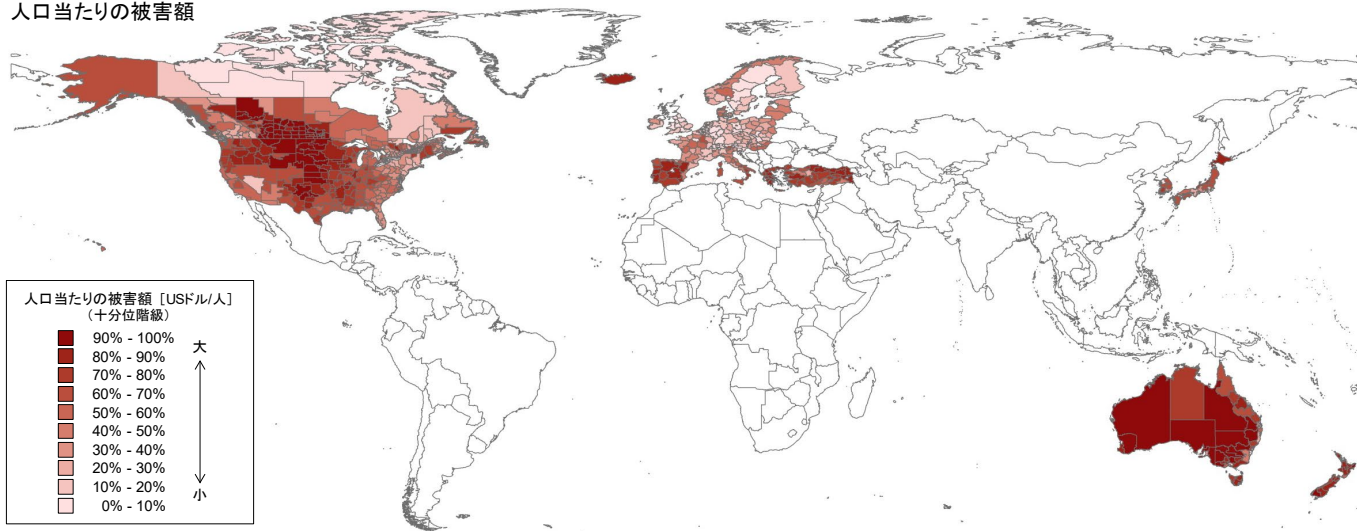 人口当たりの被害額
人口当たりの被害額 [USドル/人]
(十分位階級)
90% - 100%
80% - 90%
70% - 80%
60% - 70%
50% - 60%
40% - 50%
30% - 40%
20% - 30%
10% - 20%
0% - 10%
大
小